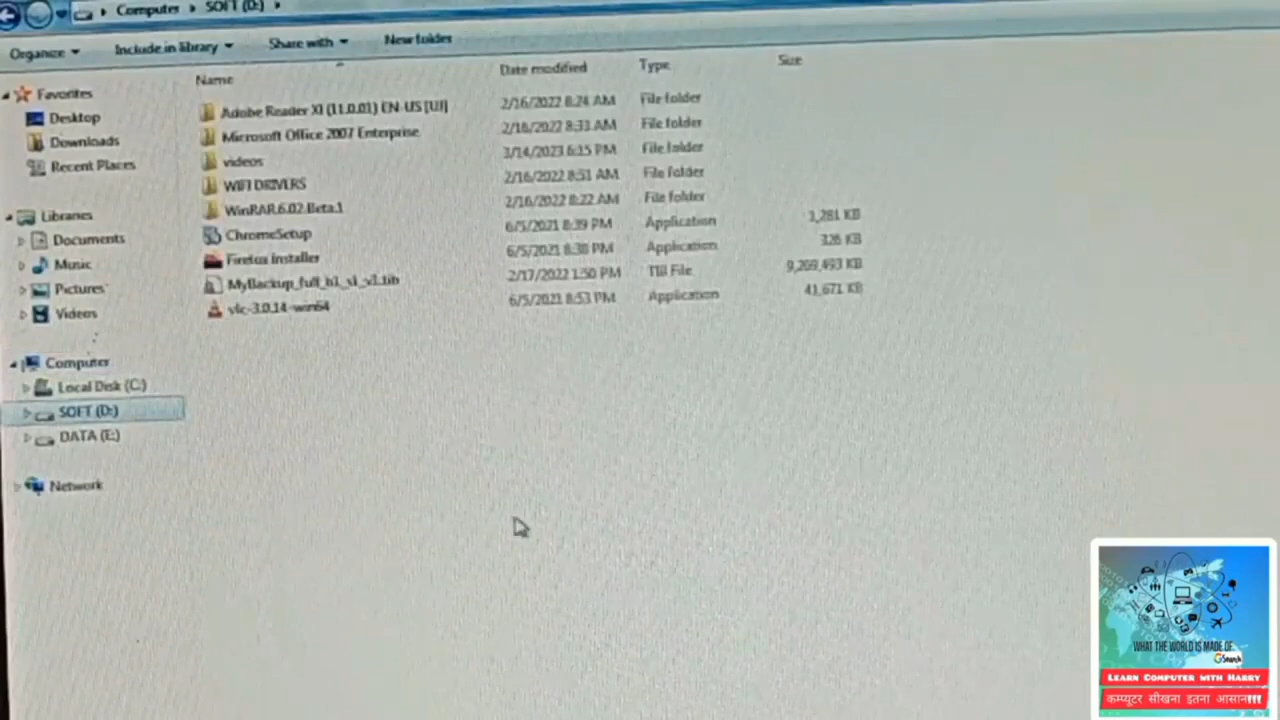 Computer SOFT (D:)
Organize Include in library Share with New folder
Name Date modified Type Size
Favorites
Desktop
Downloads
Recent Places
Libraries
Documents
Music
Pictures
Videos
Computer
Local Disk (C:)
SOFT (D:)
DATA (E:)
Network
Adobe Reader XI (11.0.01) EN-US [UJ] 2/16/2022 8:24 AM File folder
Microsoft Office 2007 Enterprise 2/16/2022 8:31 AM File folder
videos 3/14/2023 6:15 PM File folder
WIFI DRIVERS 2/16/2022 8:51 AM File folder
WinRAR.6.02.Beta.1 2/16/2022 8:22 AM File folder
ChromeSetup 6/5/2021 8:39 PM Application 1,281 KB
Firefox Installer 6/5/2021 8:38 PM Application 326 KB
MyBackup_full_b1_s1_v1.tib 2/17/2022 1:50 PM TIB File 9,269,493 KB
vlc-3.0.14-win64 6/5/2021 8:53 PM Application 41,671 KB
WHAT THE WORLD IS MADE OF
Search
LEARN COMPUTER WITH HARRY
कम्प्यूटर सीखना इतना आसान!!!